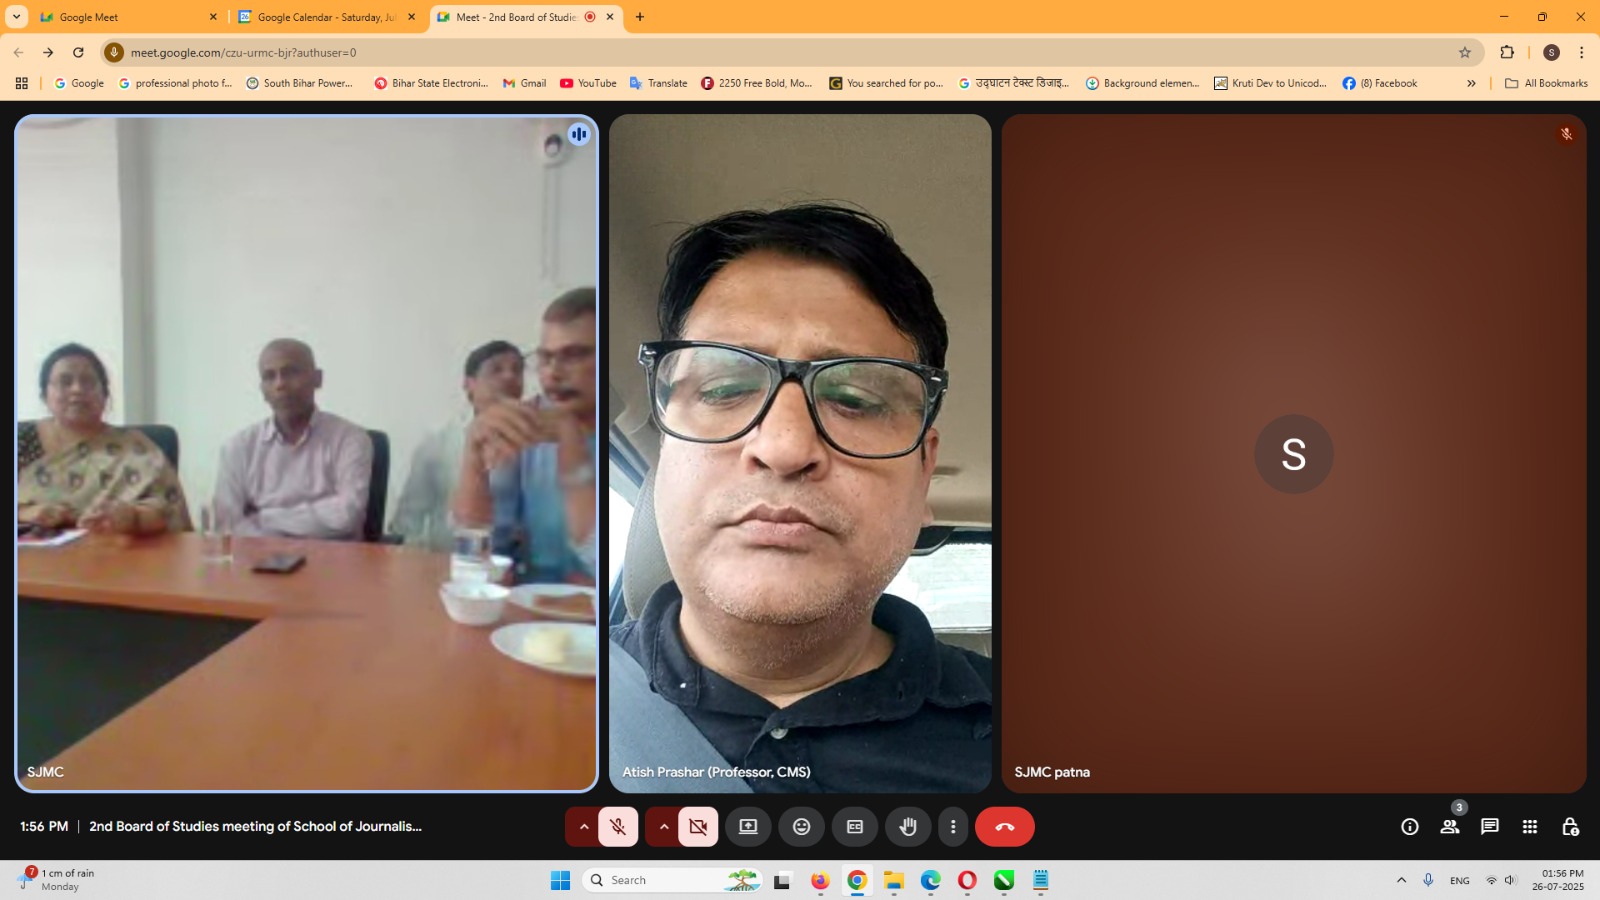 Google Meet
Google Calendar - Saturday, Ju
Meet - 2nd Board of Studie
meet.google.com/czu-urmc-bjr?authuser=0
S
Google
professional photo f...
South Bihar Power...
Bihar State Electroni...
Gmail
YouTube
Translate
2250 Free Bold, Mo...
You searched for po...
उद्घाटन टेक्स्ट डिजाइ...
Background elemen...
Kruti Dev to Unicod...
(8) Facebook
All Bookmarks
S
SJMC
Atish Prashar (Professor, CMS)
SJMC patna
1:56 PM | 2nd Board of Studies meeting of School of Journalis...
3
7
1 cm of rain
Monday
Search
ENG
01:56 PM
26-07-2025